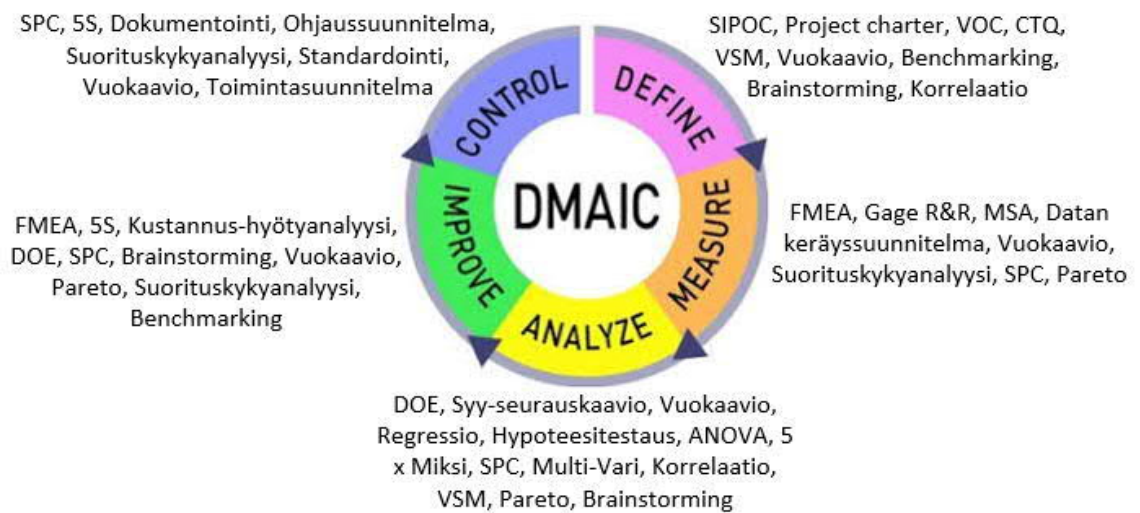 SPC, 5S, Dokumentointi, Ohjaussuunnitelma,
Suorituskykyanalyysi, Standardointi,
Vuokaavio, Toimintasuunnitelma
SIPOC, Project charter, VOC, CTQ,
VSM, Vuokaavio, Benchmarking,
Brainstorming, Korrelaatio
CONTROL
DEFINE
DMAIC
IMPROVE
MEASURE
ANALYZE
FMEA, 5S, Kustannus-hyötyanalyysi,
DOE, SPC, Brainstorming, Vuokaavio,
Pareto, Suorituskykyanalyysi,
Benchmarking
FMEA, Gage R&R, MSA, Datan
keräyssuunnitelma, Vuokaavio,
Suorituskykyanalyysi, SPC, Pareto
DOE, Syy-seurauskaavio, Vuokaavio,
Regressio, Hypoteesitestaus, ANOVA, 5
x Miksi, SPC, Multi-Vari, Korrelaatio,
VSM, Pareto, Brainstorming